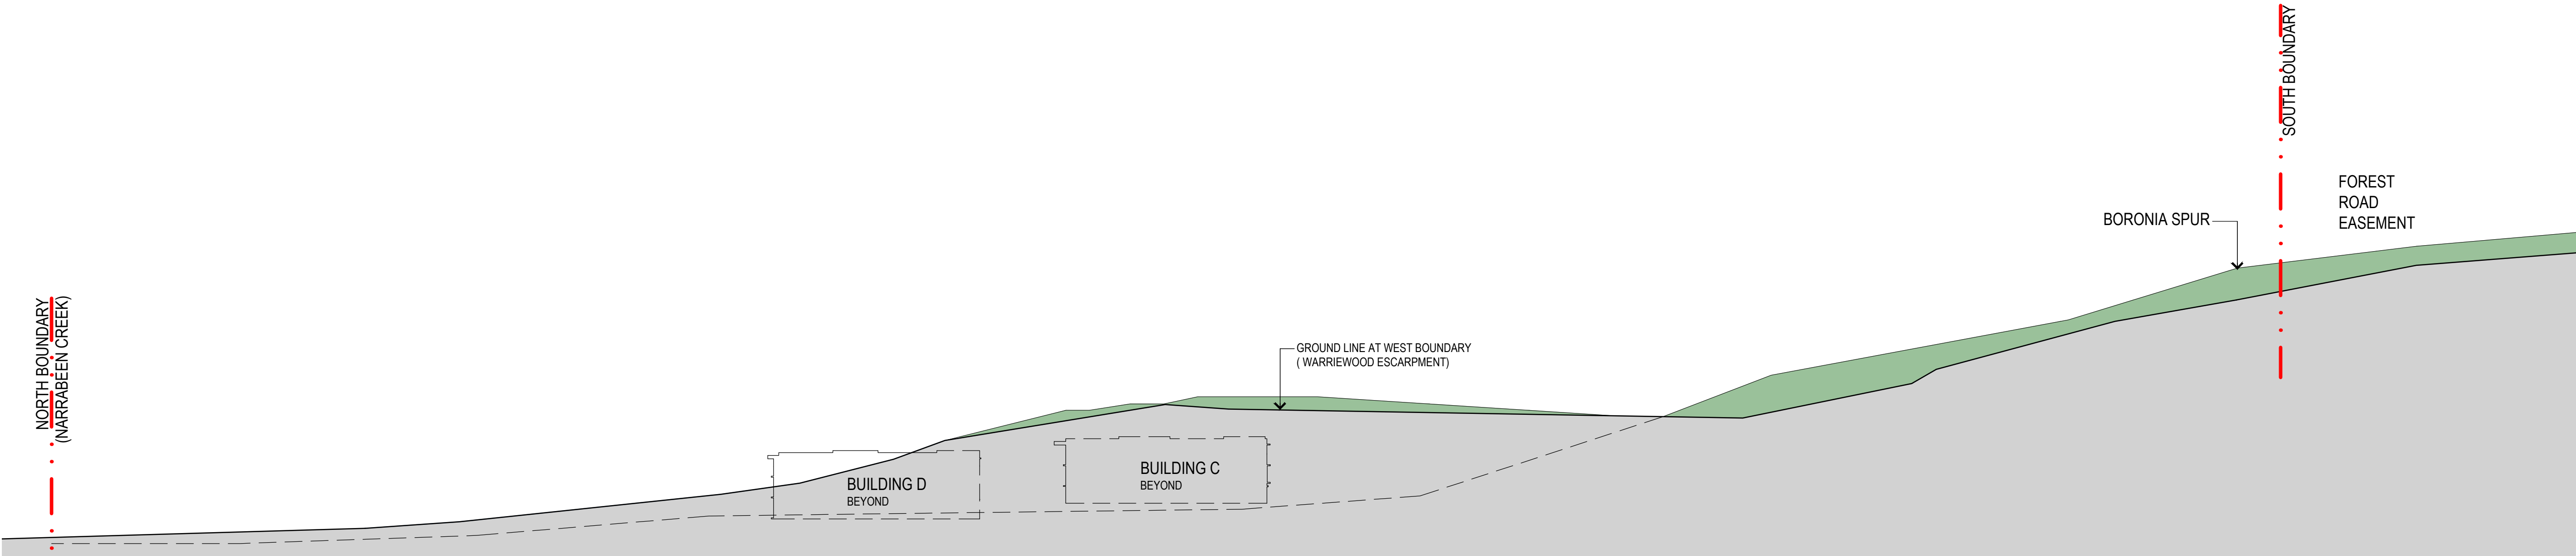 NORTH BOUNDARY
(NARRABEEN CREEK)
BUILDING D
BEYOND
BUILDING C
BEYOND
GROUND LINE AT WEST BOUNDARY
( WARRIEWOOD ESCARPMENT)
BORONIA SPUR
SOUTH BOUNDARY
FOREST
ROAD
EASEMENT